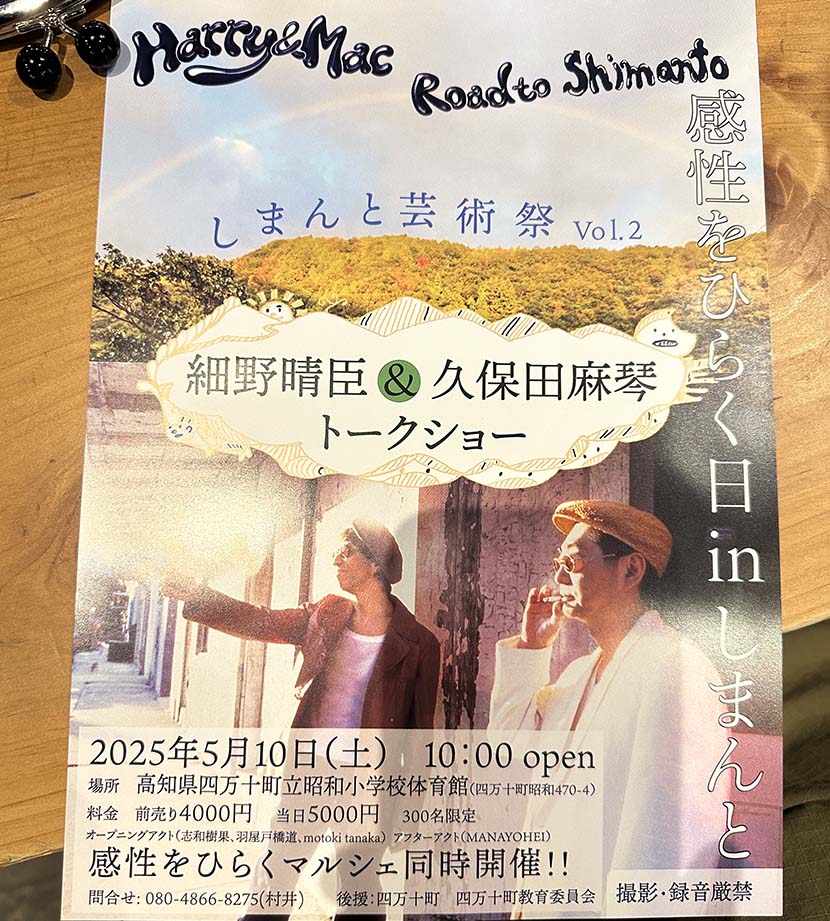 Harry&Mac
Road to Shimanto
感性をひらく日inしまんと
しまんと芸術祭 Vol.2
細野晴臣 & 久保田麻琴
トークショー
2025年5月10日(土) 10:00 open
場所 高知県四万十町立昭和小学校体育館(四万十町昭和470-4)
料金 前売り4000円 当日5000円 300名限定
オープニングアクト(志和樹果、羽屋戸橋道、motoki tanaka) アフターアクト(MANAYOHEI)
感性をひらくマルシェ同時開催!!
問合せ: 080-4866-8275(村井) 後援:四万十町 四万十町教育委員会
撮影・録音厳禁